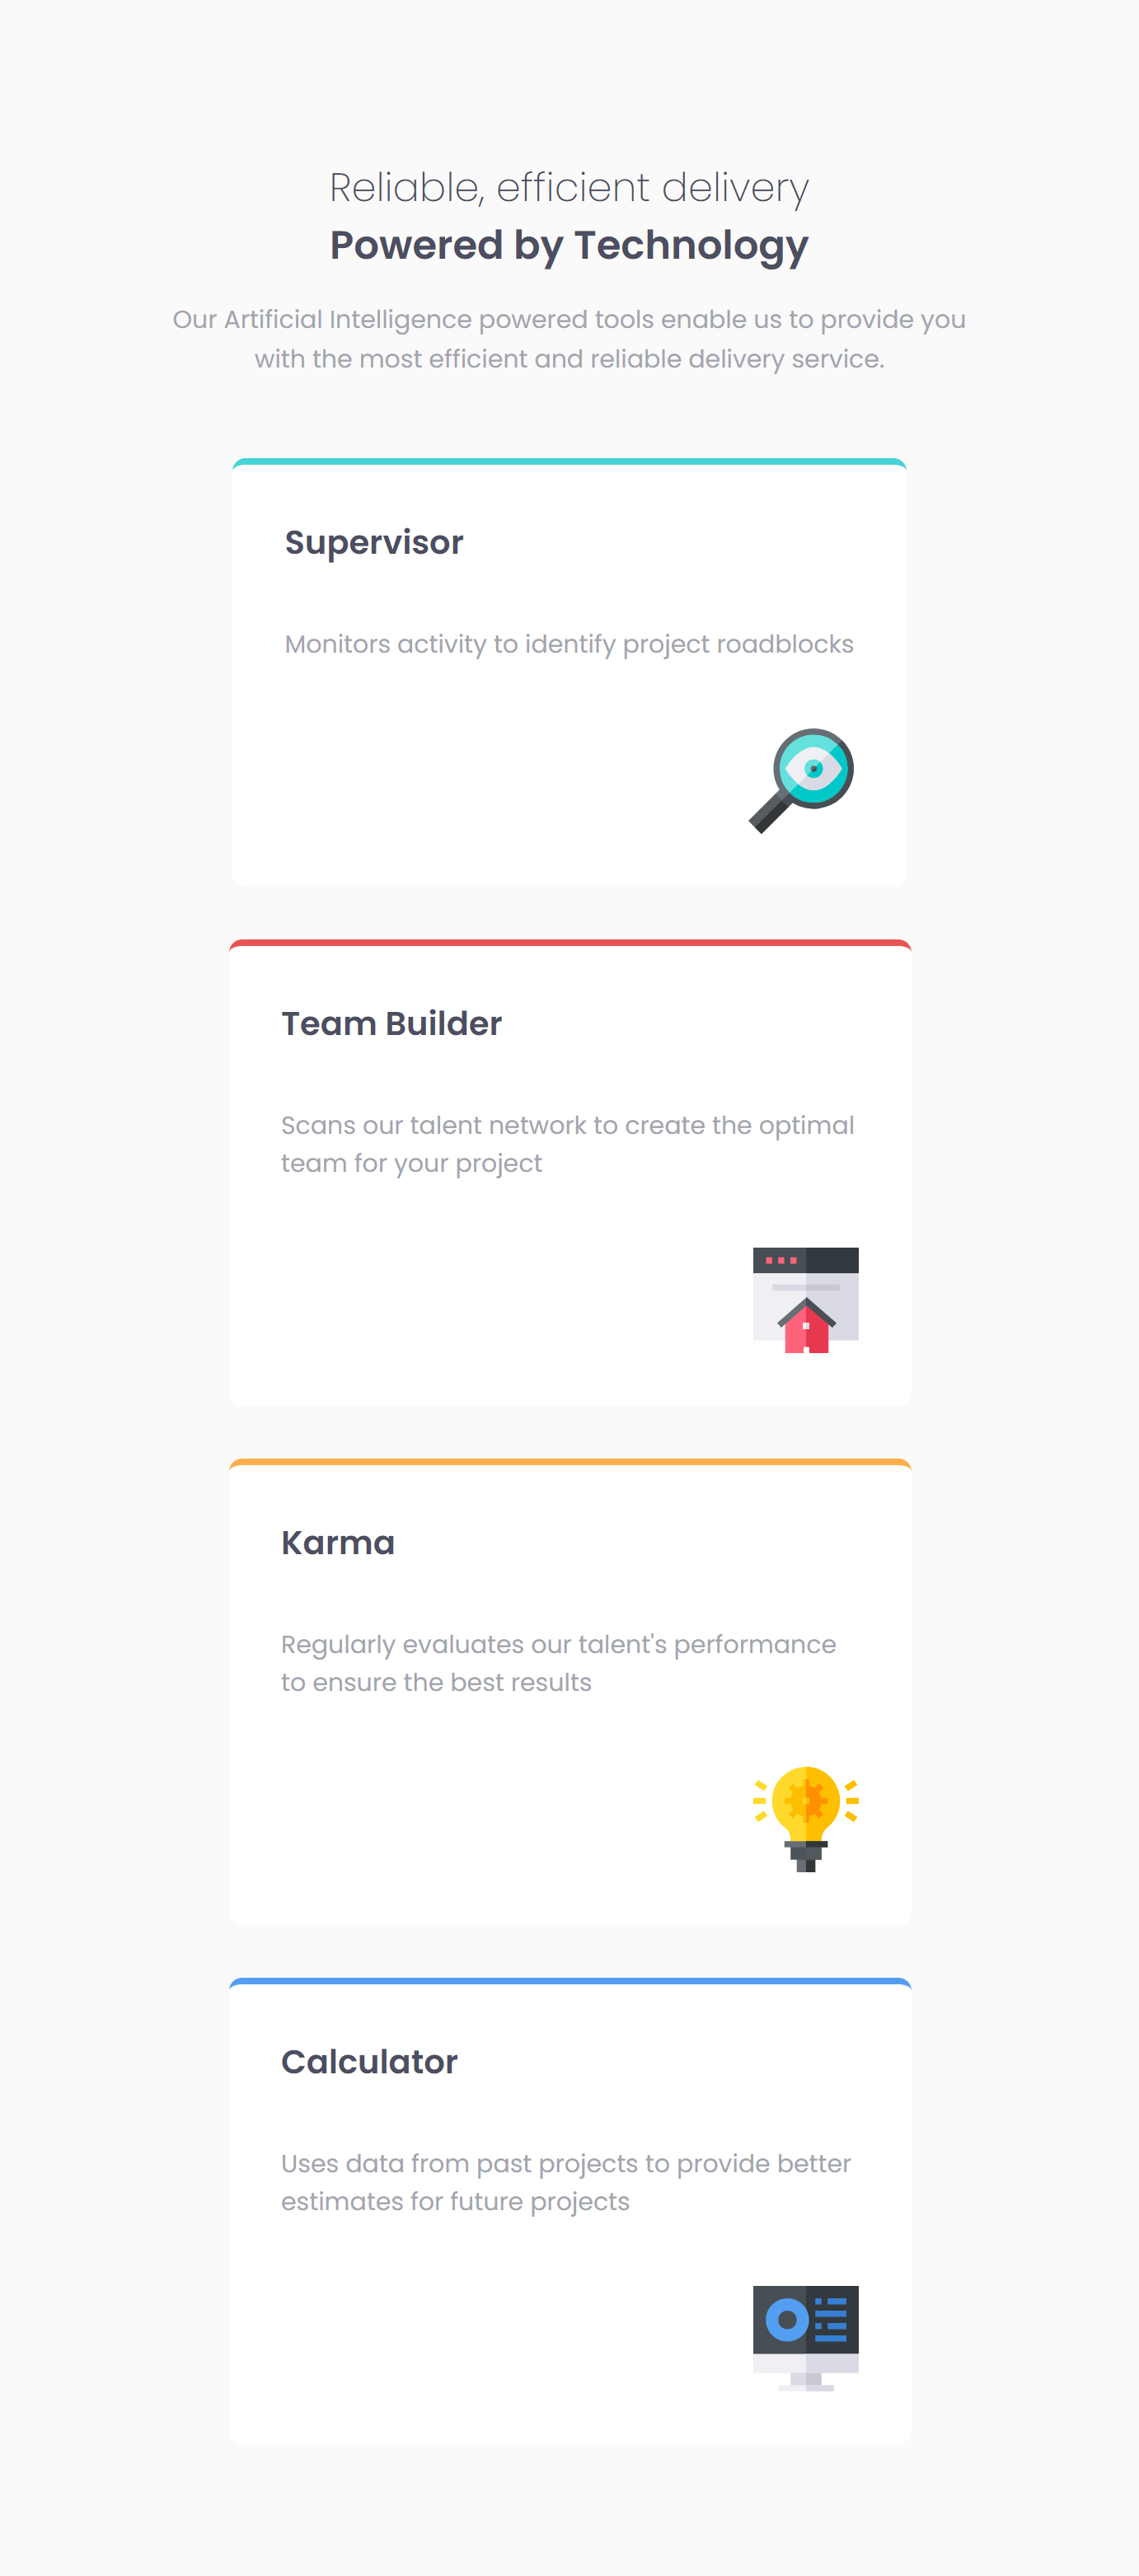 Reliable, efficient delivery
Powered by Technology
Our Artificial Intelligence powered tools enable us to provide you
with the most efficient and reliable delivery service.
Supervisor
Monitors activity to identify project roadblocks
Team Builder
Scans our talent network to create the optimal
team for your project
Karma
Regularly evaluates our talent's performance
to ensure the best results
Calculator
Uses data from past projects to provide better
estimates for future projects